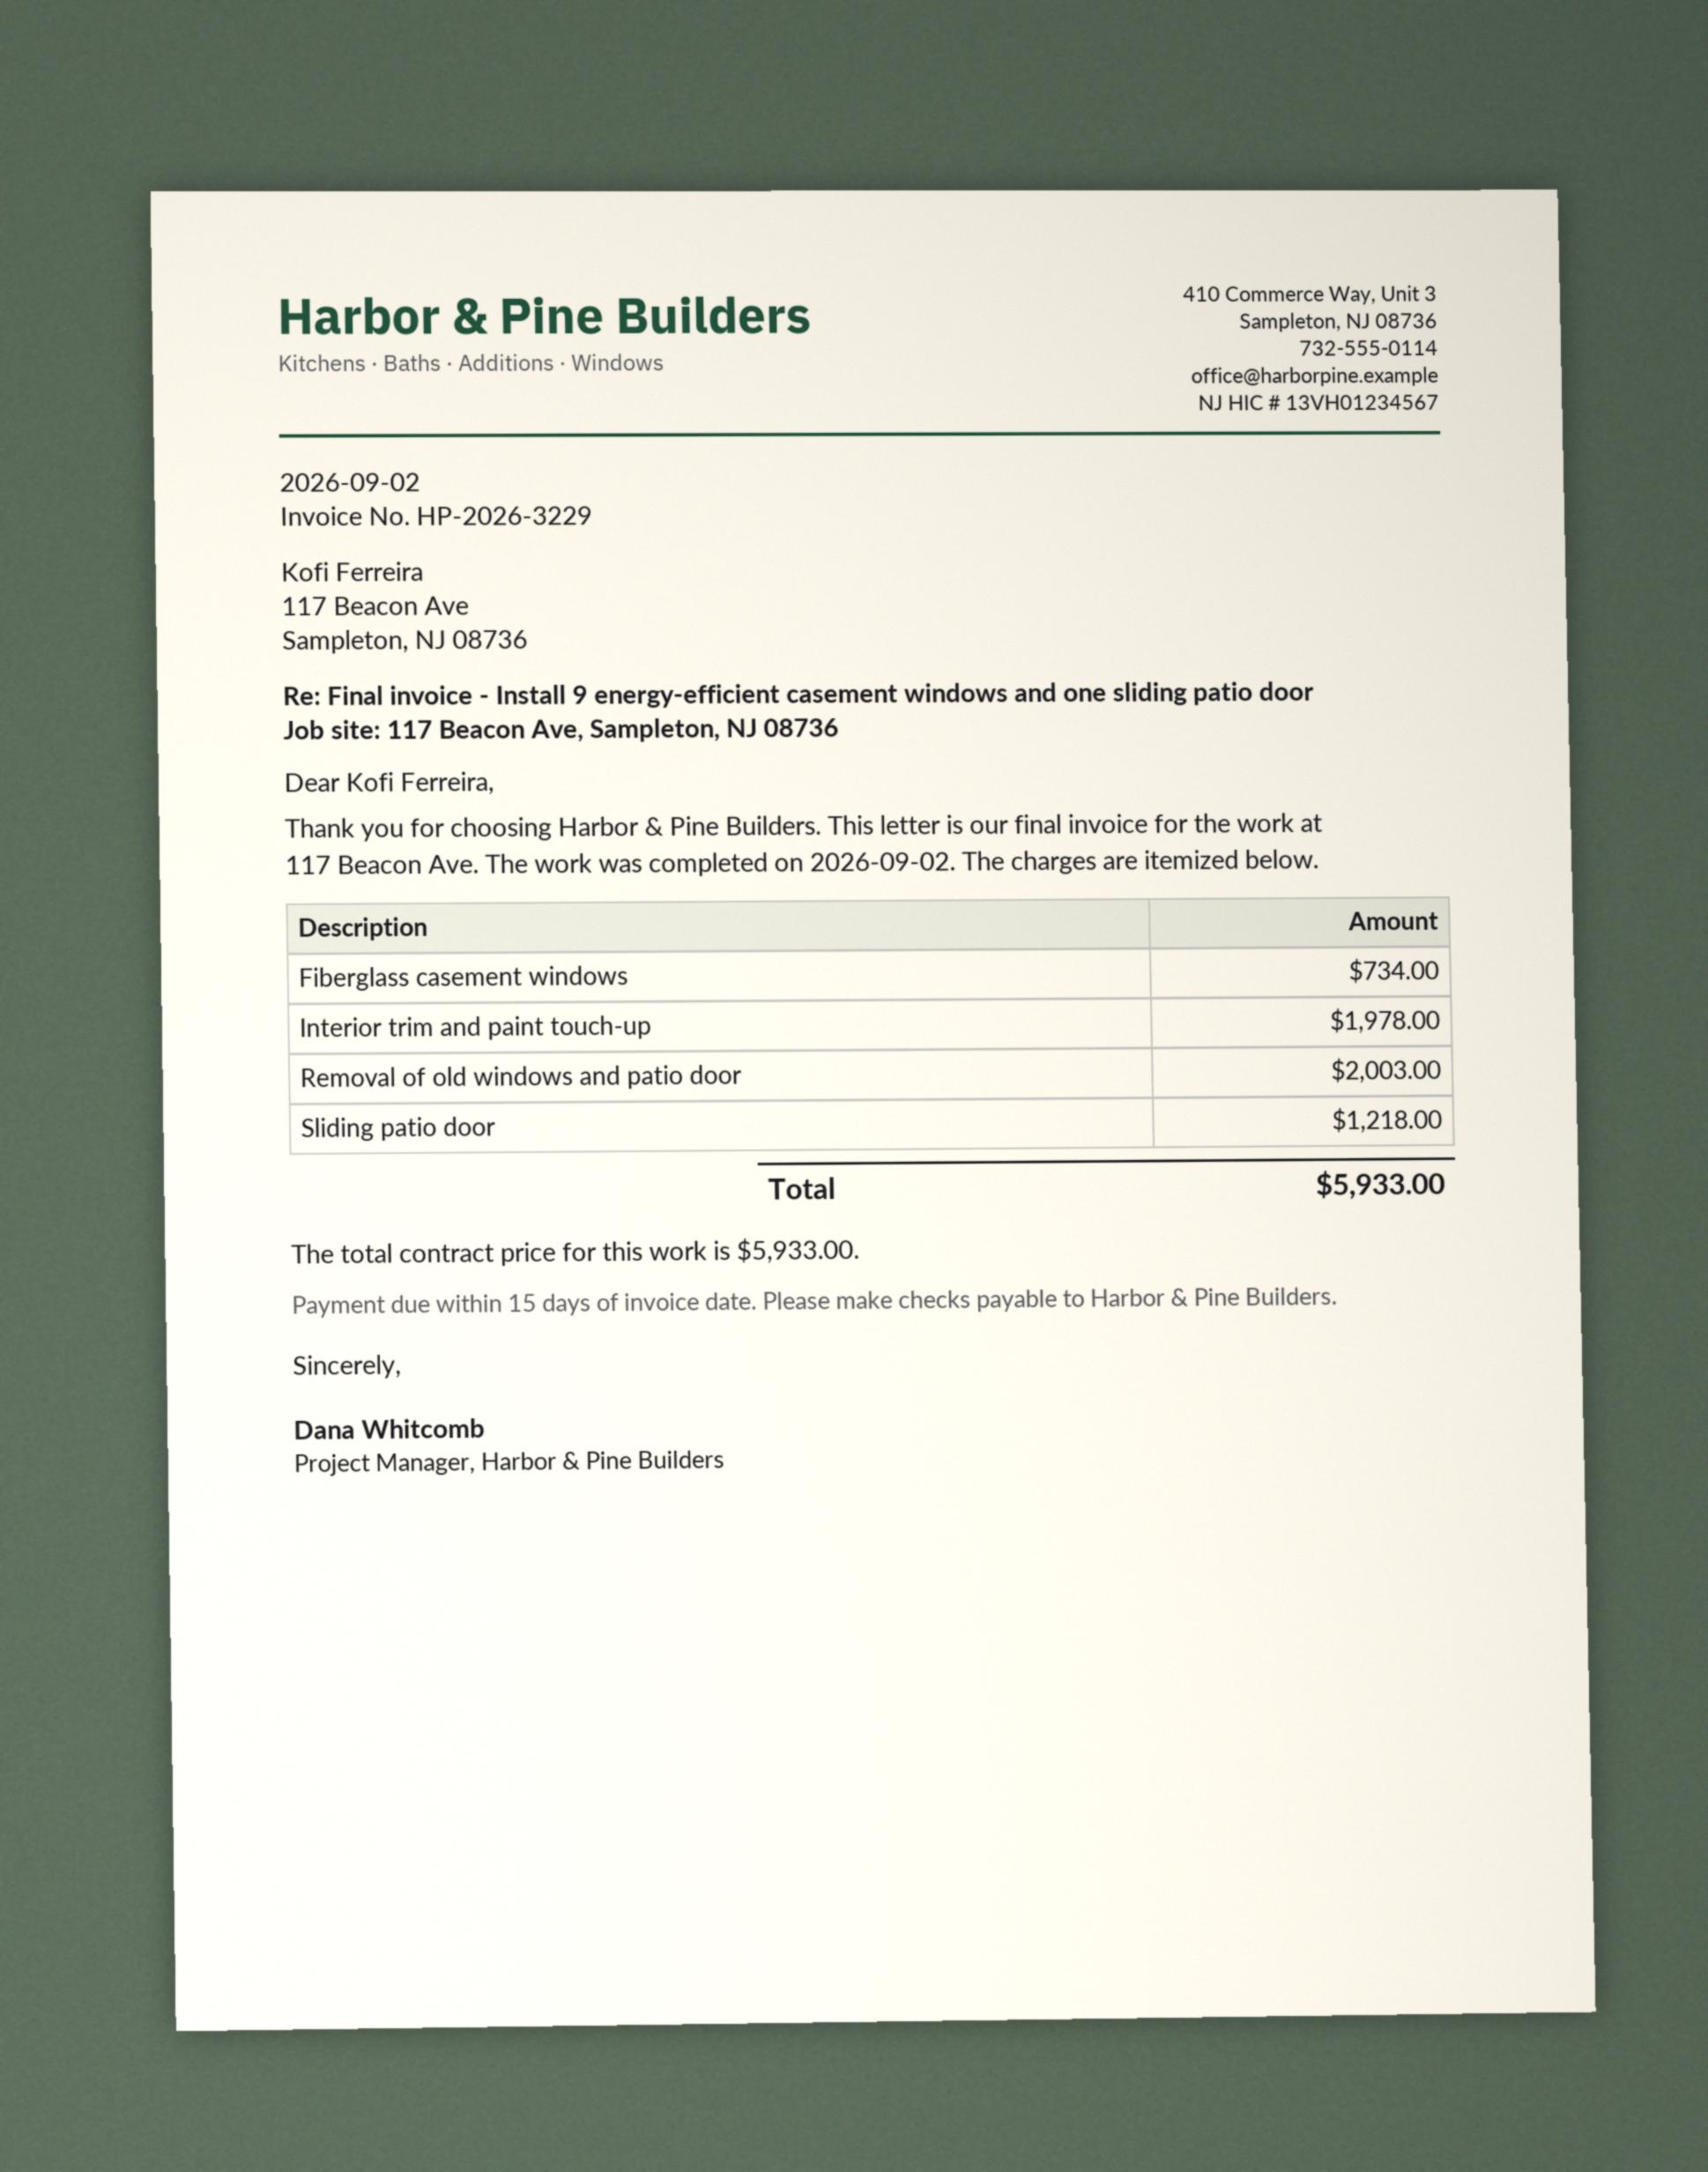 Harbor & Pine Builders
Kitchens · Baths · Additions · Windows
410 Commerce Way, Unit 3
Sampleton, NJ 08736
732-555-0114
office@harborpine.example
NJ HIC # 13VH01234567
2026-09-02
Invoice No. HP-2026-3229
Kofi Ferreira
117 Beacon Ave
Sampleton, NJ 08736
Re: Final invoice - Install 9 energy-efficient casement windows and one sliding patio door
Job site: 117 Beacon Ave, Sampleton, NJ 08736
Dear Kofi Ferreira,
Thank you for choosing Harbor & Pine Builders. This letter is our final invoice for the work at
117 Beacon Ave. The work was completed on 2026-09-02. The charges are itemized below.
Description Amount
Fiberglass casement windows $734.00
Interior trim and paint touch-up $1,978.00
Removal of old windows and patio door $2,003.00
Sliding patio door $1,218.00
Total $5,933.00
The total contract price for this work is $5,933.00.
Payment due within 15 days of invoice date. Please make checks payable to Harbor & Pine Builders.
Sincerely,
Dana Whitcomb
Project Manager, Harbor & Pine Builders